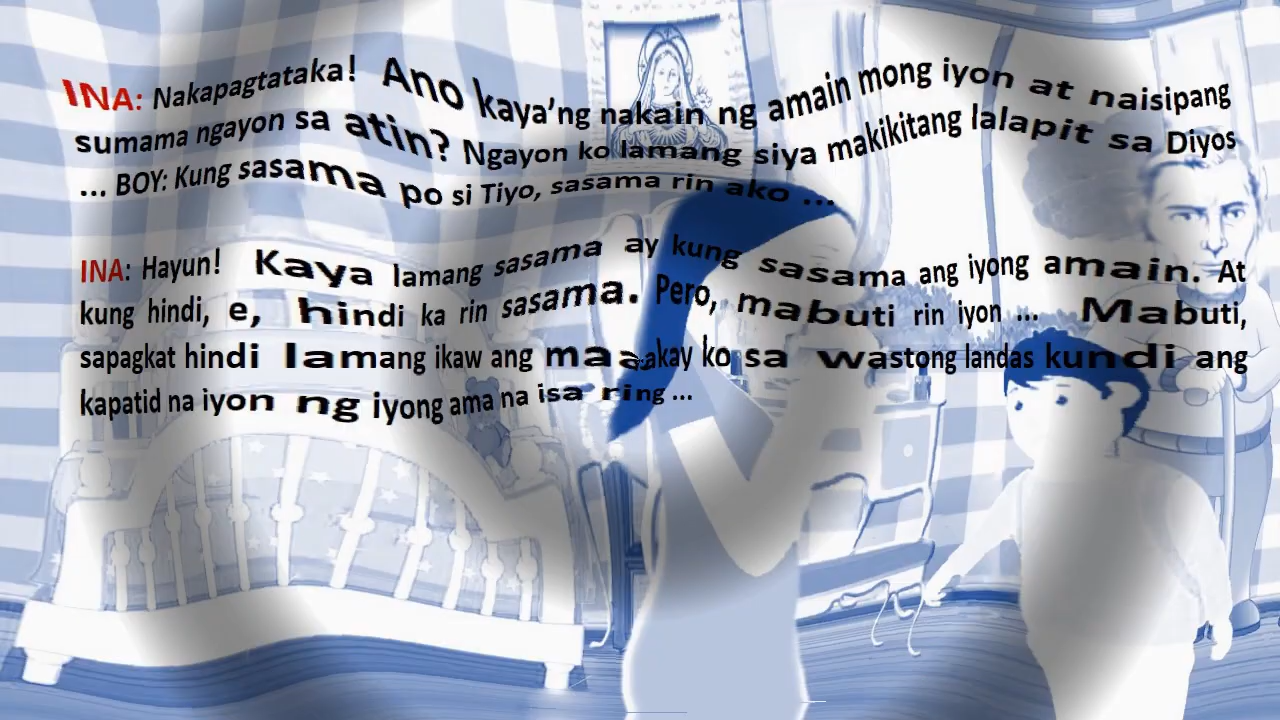 INA: Nakapagtataka! Ano kaya'ng nakain ng amain mong iyon at naisipang
sumama ngayon sa atin? Ngayon ko lamang siya makikitang lalapit sa Diyos
... BOY: Kung sasama po si Tiyo, sasama rin ako ...
INA: Hayun! Kaya lamang sasama ay kung sasama ang iyong amain. At
kung hindi, e, hindi ka rin sasama. Pero, mabuti rin iyon ... Mabuti,
sapagkat hindi lamang ikaw ang maaakay ko sa wastong landas kundi ang
kapatid na iyon ng iyong ama na isa ring ...